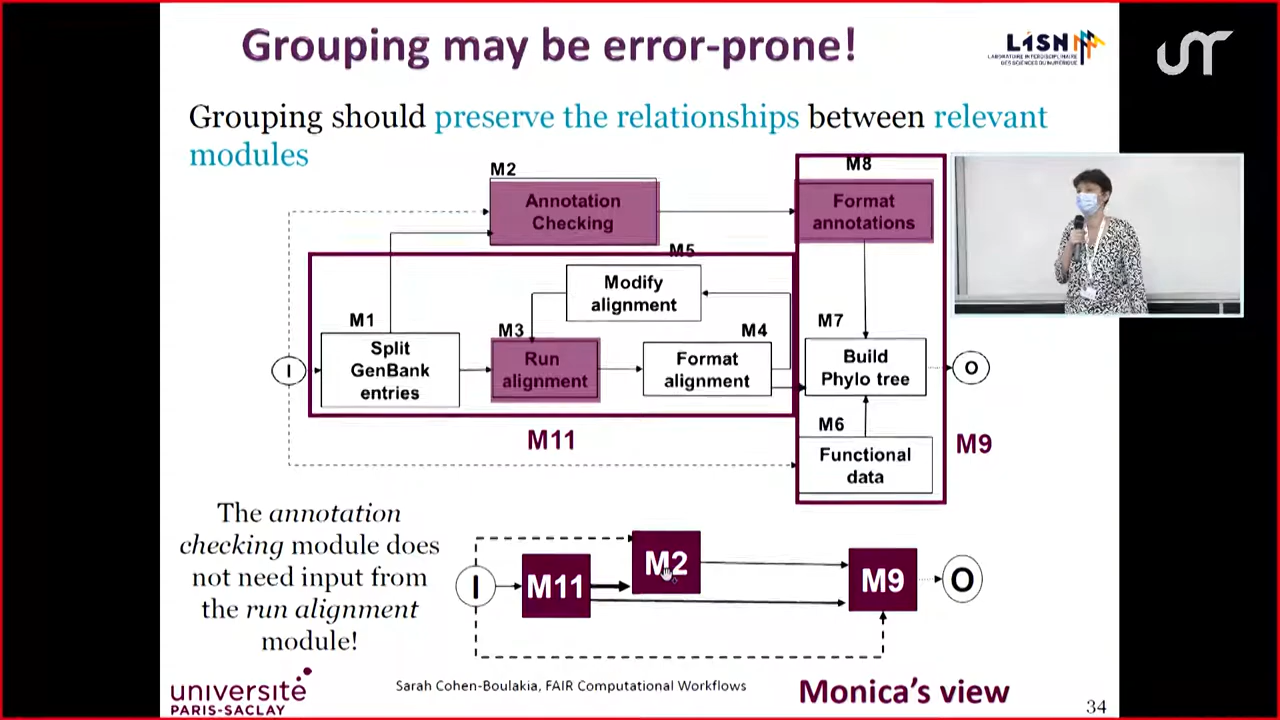 Grouping may be error-prone!
LISN
LABORATOIRE INTERDISCIPLINAIRE
DES SCIENCES DU NUMÉRIQUE
Grouping should preserve the relationships between relevant
modules
M2
Annotation
Checking
M8
Format
annotations
M5
Modify
alignment
M1
Split
GenBank
entries
M3
Run
alignment
M4
Format
alignment
M7
Build
Phylo tree
I
O
M6
Functional
data
M11
M9
The annotation
checking module does
not need input from
the run alignment
module!
I
M11
M2
M9
O
université
PARIS-SACLAY
Sarah Cohen-Boulakia, FAIR Computational Workflows
Monica's view
34